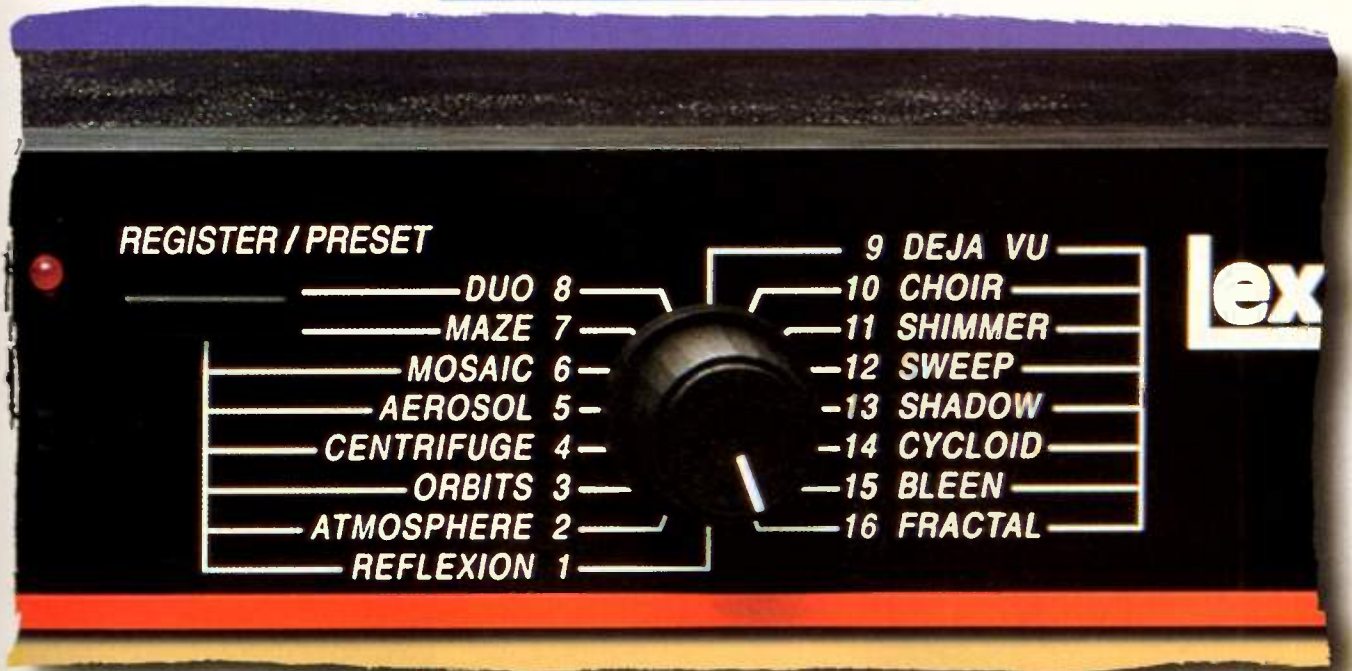 REGISTER / PRESET
DUO 8
MAZE 7
MOSAIC 6
AEROSOL 5
CENTRIFUGE 4
ORBITS 3
ATMOSPHERE 2
REFLEXION 1
9 DEJA VU
10 CHOIR
11 SHIMMER
12 SWEEP
13 SHADOW
14 CYCLOID
15 BLEEN
16 FRACTAL
Lex